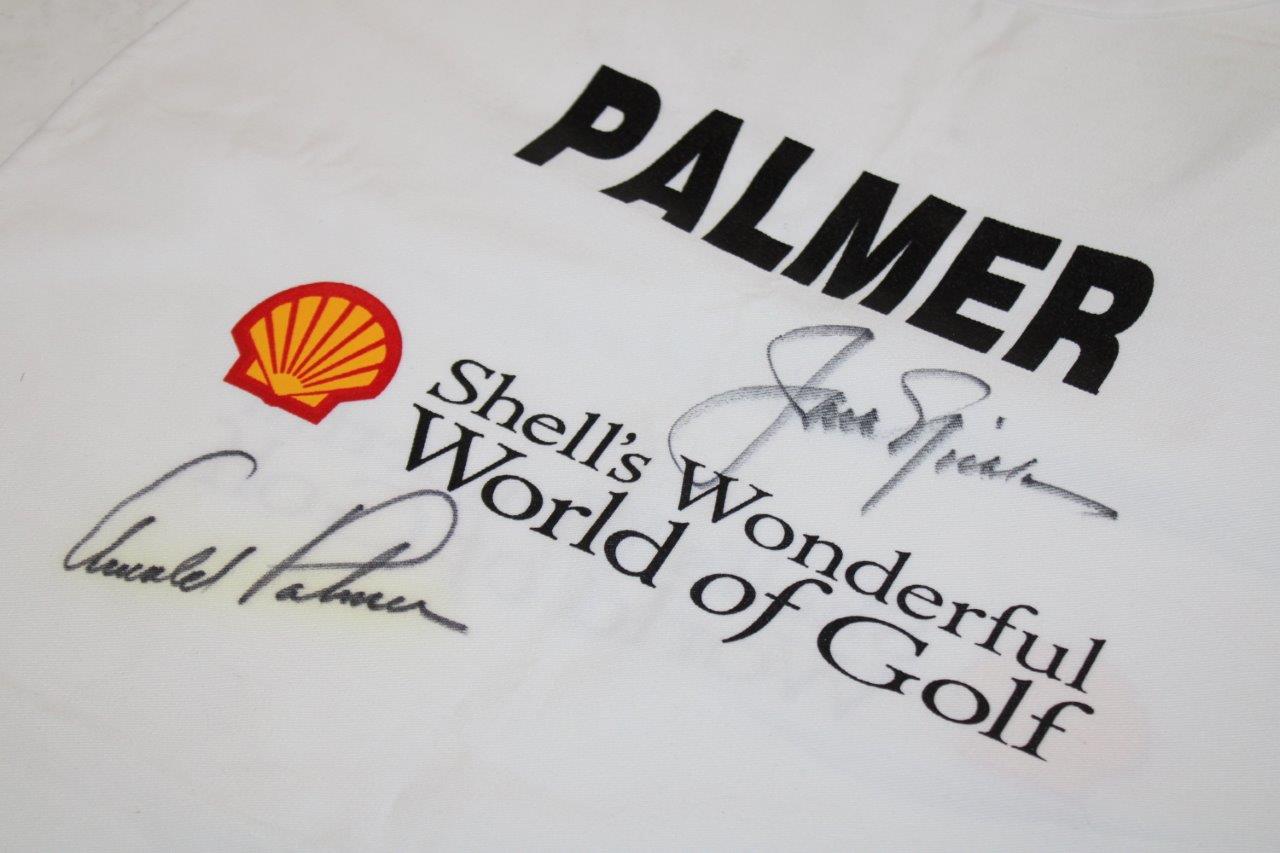 PALMER
Shell's Wonderful
World of Golf
Arnold Palmer